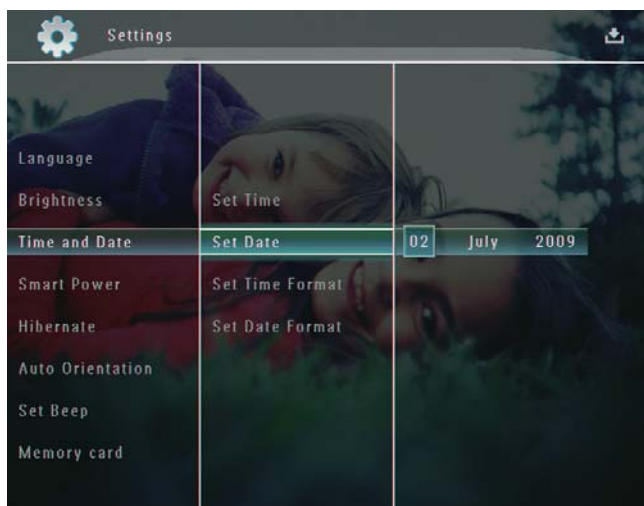 Settings
Language
Brightness
Set Time
Time and Date
Set Date
02 July 2009
Smart Power
Set Time Format
Hibernate
Set Date Format
Auto Orientation
Set Beep
Memory card